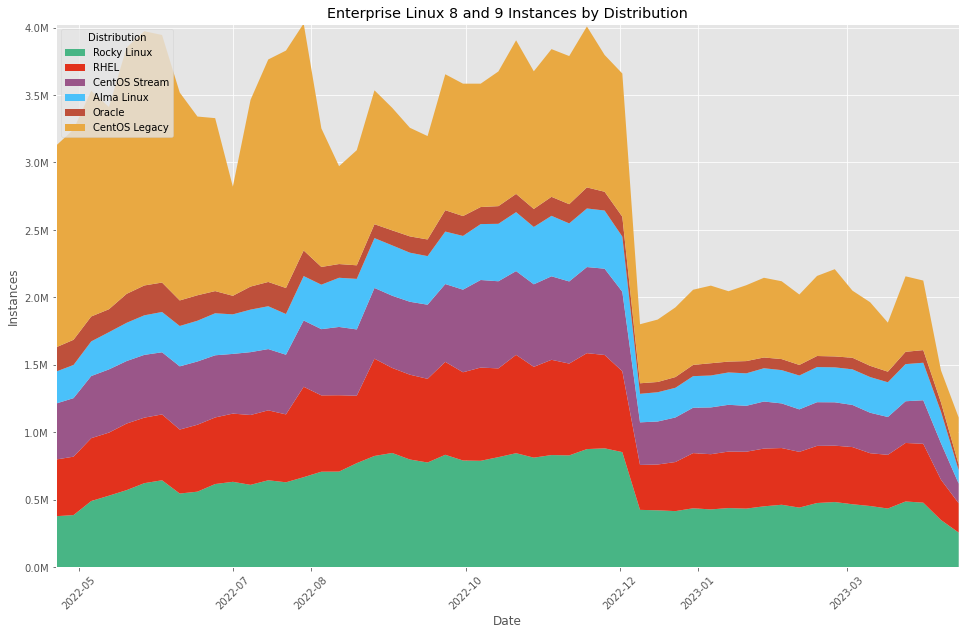 Enterprise Linux 8 and 9 Instances by Distribution
4.0M
3.5M
3.0M
2.5M
2.0M
1.5M
1.0M
0.5M
0.0M
Instances
Distribution
Rocky Linux
RHEL
CentOS Stream
Alma Linux
Oracle
CentOS Legacy
2022-05
2022-07
2022-08
2022-10
2022-12
2023-01
2023-03
Date